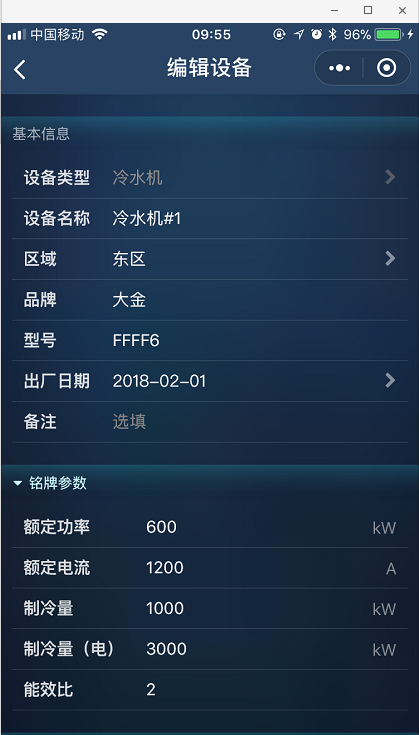 中国移动 09:55 96%
编辑设备
基本信息
设备类型 冷水机
设备名称 冷水机#1
区域 东区
品牌 大金
型号 FFFF6
出厂日期 2018-02-01
备注 选填
铭牌参数
额定功率 600 kW
额定电流 1200 A
制冷量 1000 kW
制冷量（电） 3000 kW
能效比 2